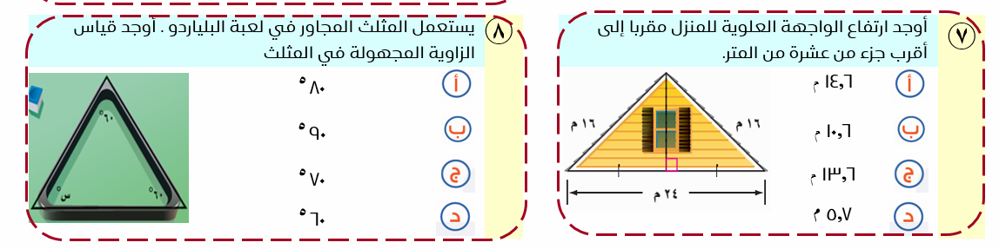 ٧
أوجد ارتفاع الواجهة العلوية للمنزل مقربا إلى
أقرب جزء من عشرة من المتر.
أ
١٤,٦ م
ب
١٠,٦ م
ج
١٣,٦ م
د
٥,٧ م
١٦ م
١٦ م
٢٤ م
٨
يستعمل المثلث المجاور في لعبة البلياردو . أوجد قياس
الزاوية المجهولة في المثلث
أ
٨٠ °
ب
٩٠ °
ج
٧٠ °
د
٦٠ °
٦٠°
س°
٦٠°